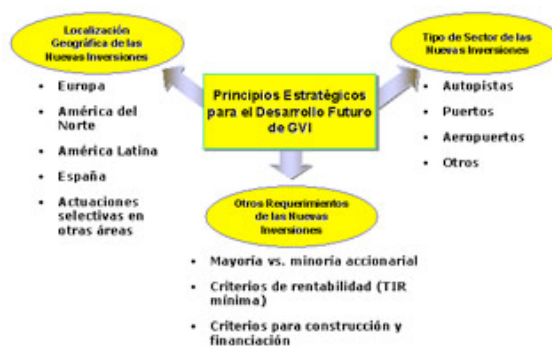 Localización
Geográfica de las
Nuevas Inversiones
• Europa
• América del
Norte
• América Latina
• España
• Actuaciones
selectivas en
otras áreas
Principios Estratégicos
para el Desarrollo Futuro
de GVI
Tipo de Sector de las
Nuevas Inversiones
• Autopistas
• Puertos
• Aeropuertos
• Otros
Otros Requerimientos
de las Nuevas
Inversiones
• Mayoría vs. minoría accionarial
• Criterios de rentabilidad (TIR
mínima)
• Criterios para construcción y
financiación